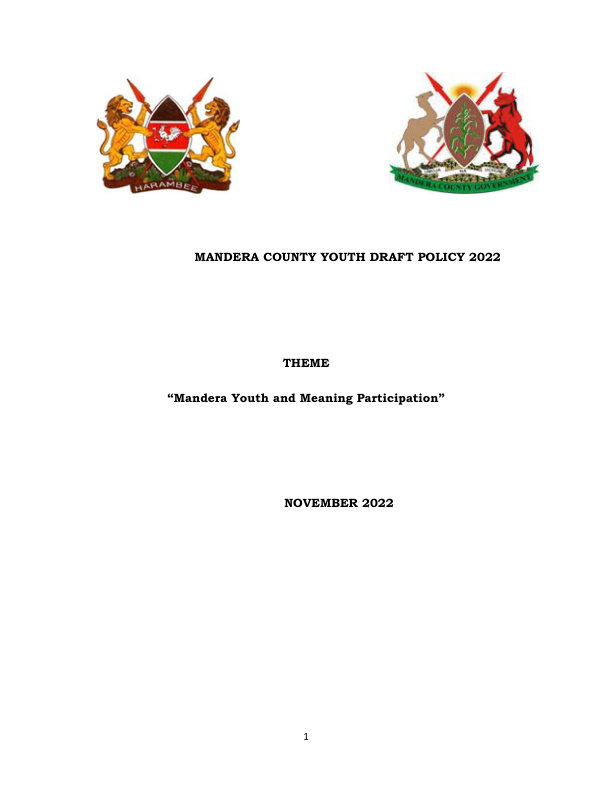 HARAMBEE
MANDERA COUNTY GOVERNMENT
MANDERA COUNTY YOUTH DRAFT POLICY 2022
THEME
“Mandera Youth and Meaning Participation”
NOVEMBER 2022
1